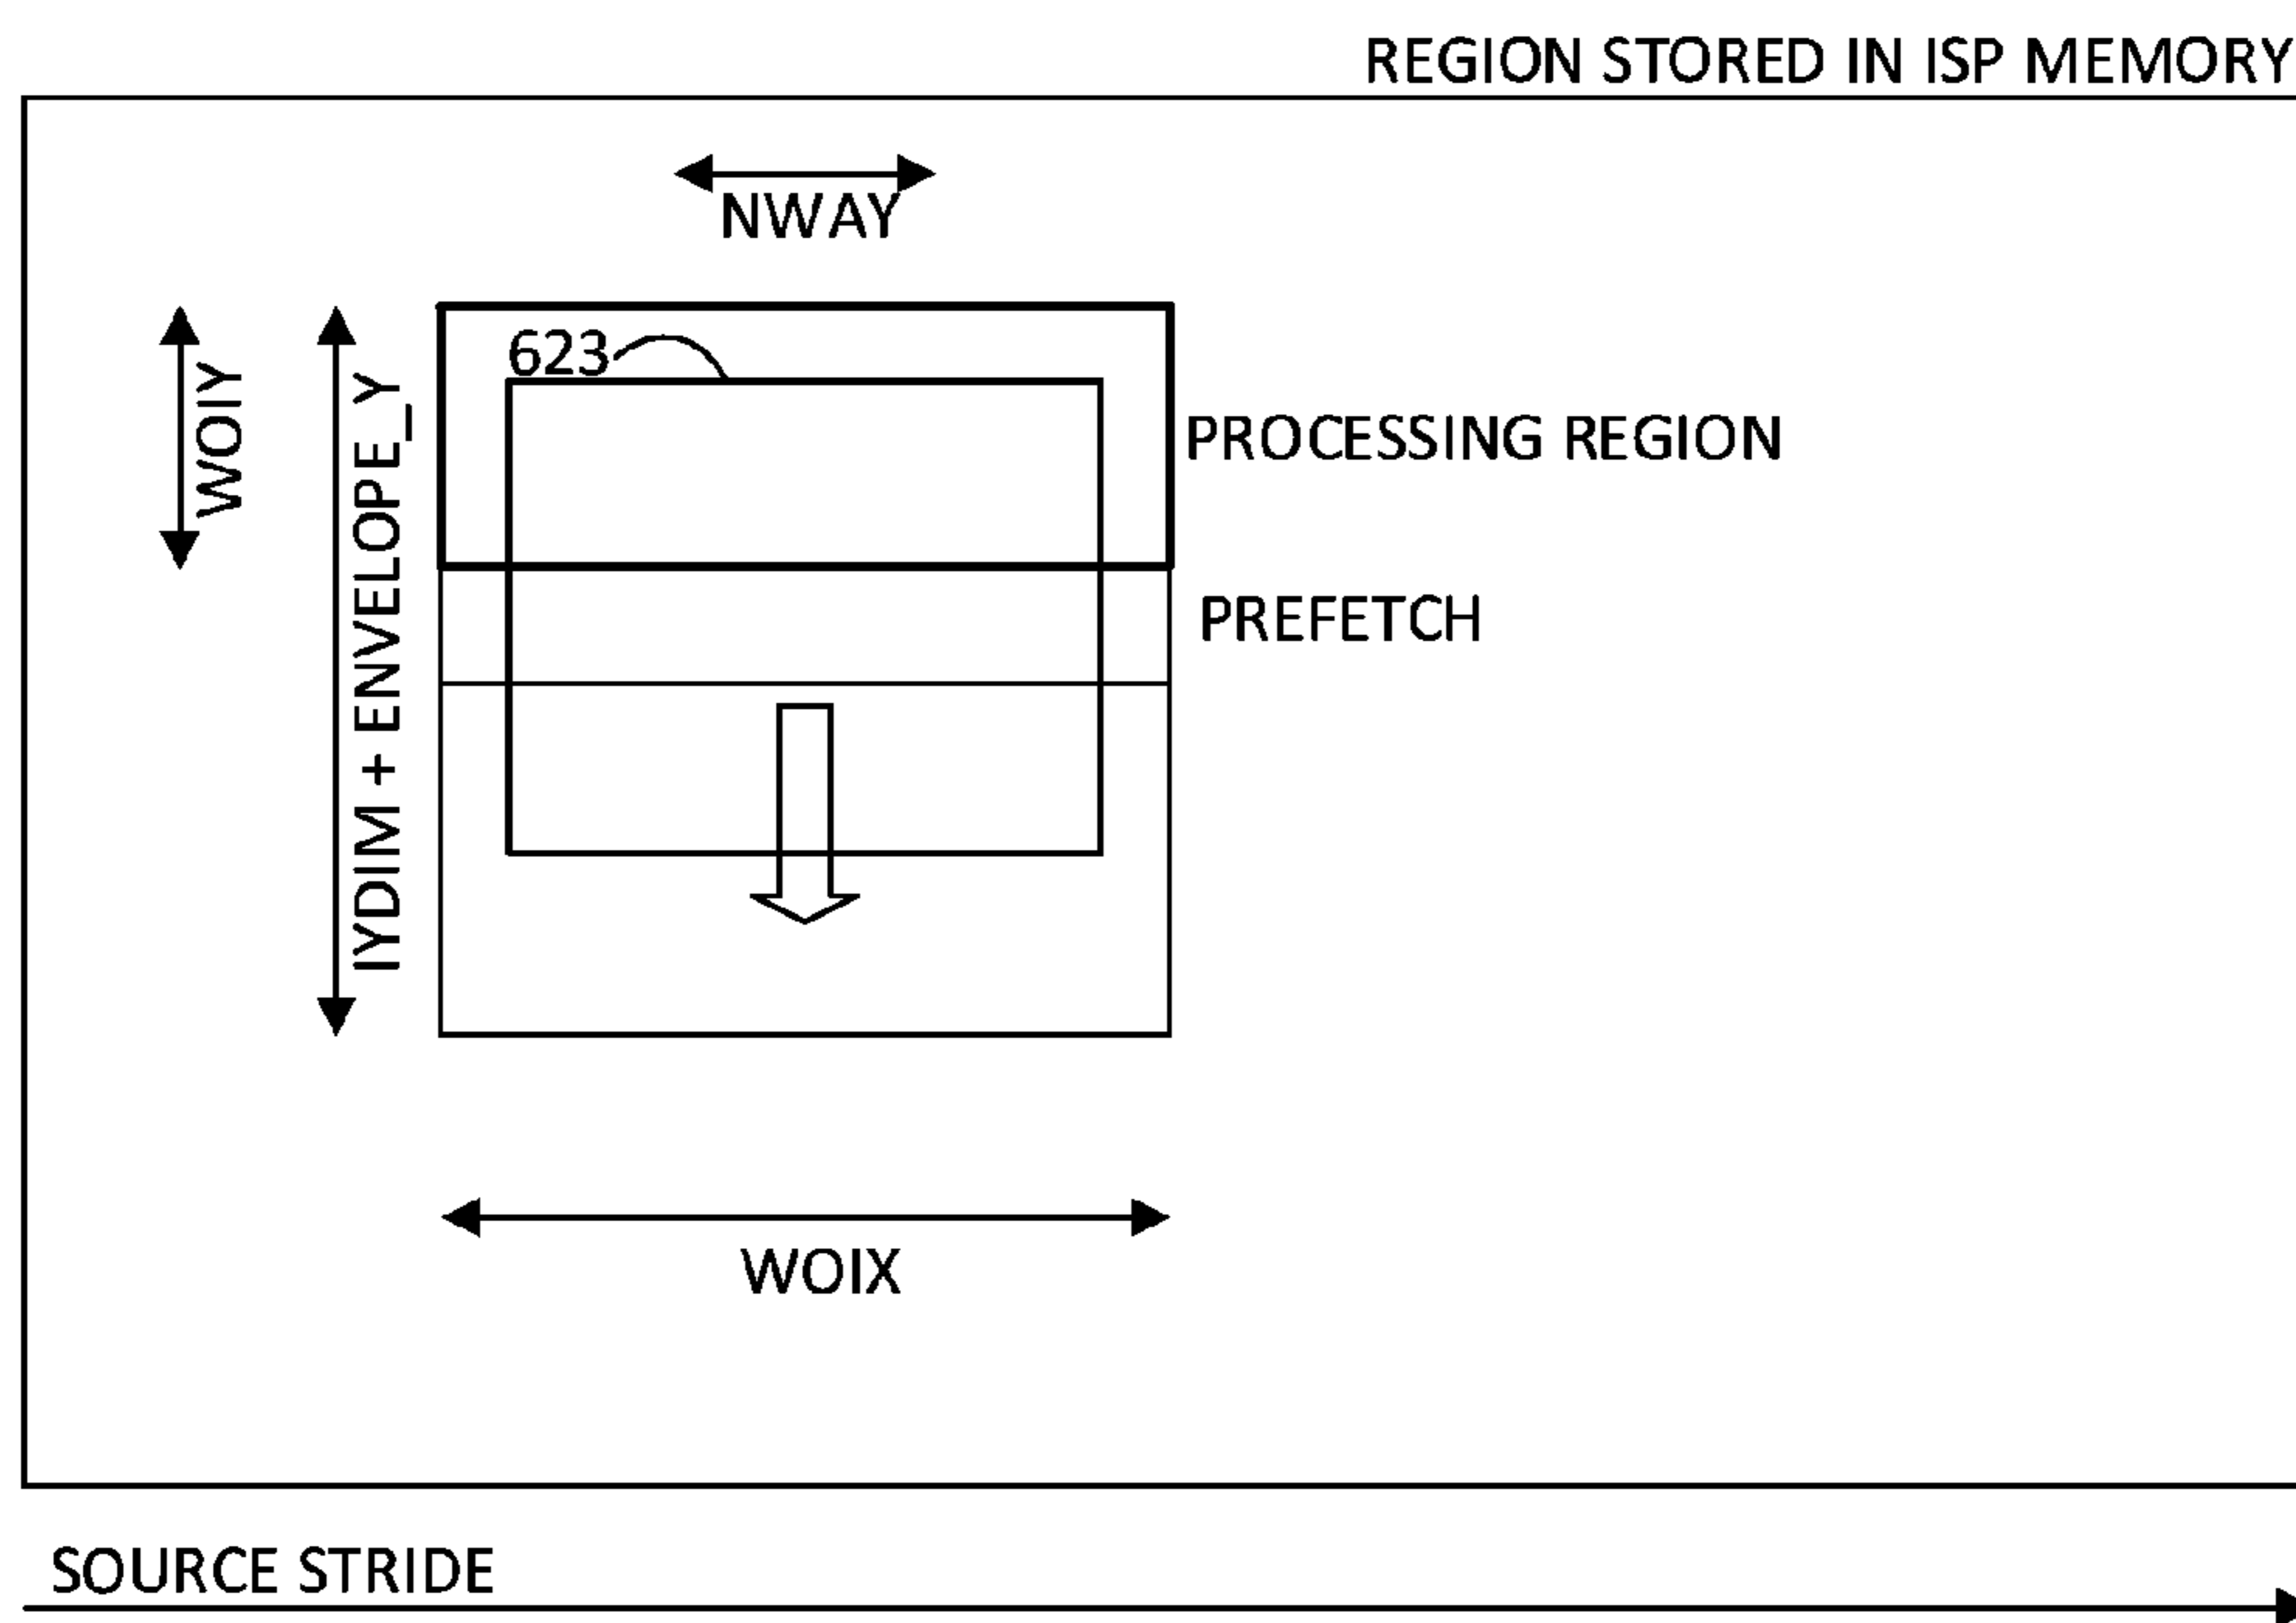 REGION STORED IN ISP MEMORY
NWAY
WOIY
IYDIM + ENVELOPE_Y
623
PROCESSING REGION
PREFETCH
WOIX
SOURCE STRIDE